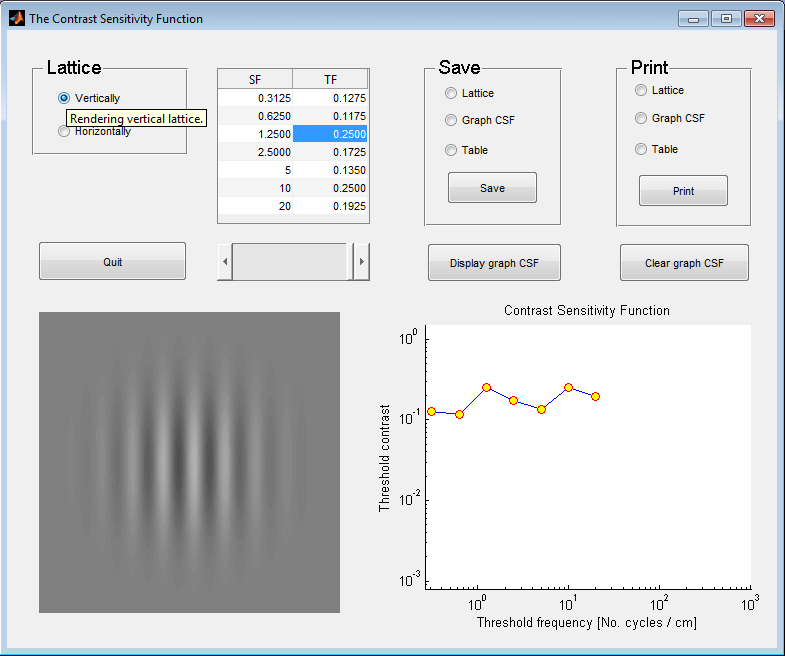 The Contrast Sensitivity Function
Lattice
Vertically
Rendering vertical lattice.
Horizontally
SF TF
0.3125 0.1275
0.6250 0.1175
1.2500 0.2500
2.5000 0.1725
5 0.1350
10 0.2500
20 0.1925
Save
Lattice
Graph CSF
Table
Save
Print
Lattice
Graph CSF
Table
Print
Quit
Display graph CSF
Clear graph CSF
Contrast Sensitivity Function
Threshold contrast
10^0
10^-1
10^-2
10^-3
10^0 10^1 10^2 10^3
Threshold frequency [No. cycles / cm]